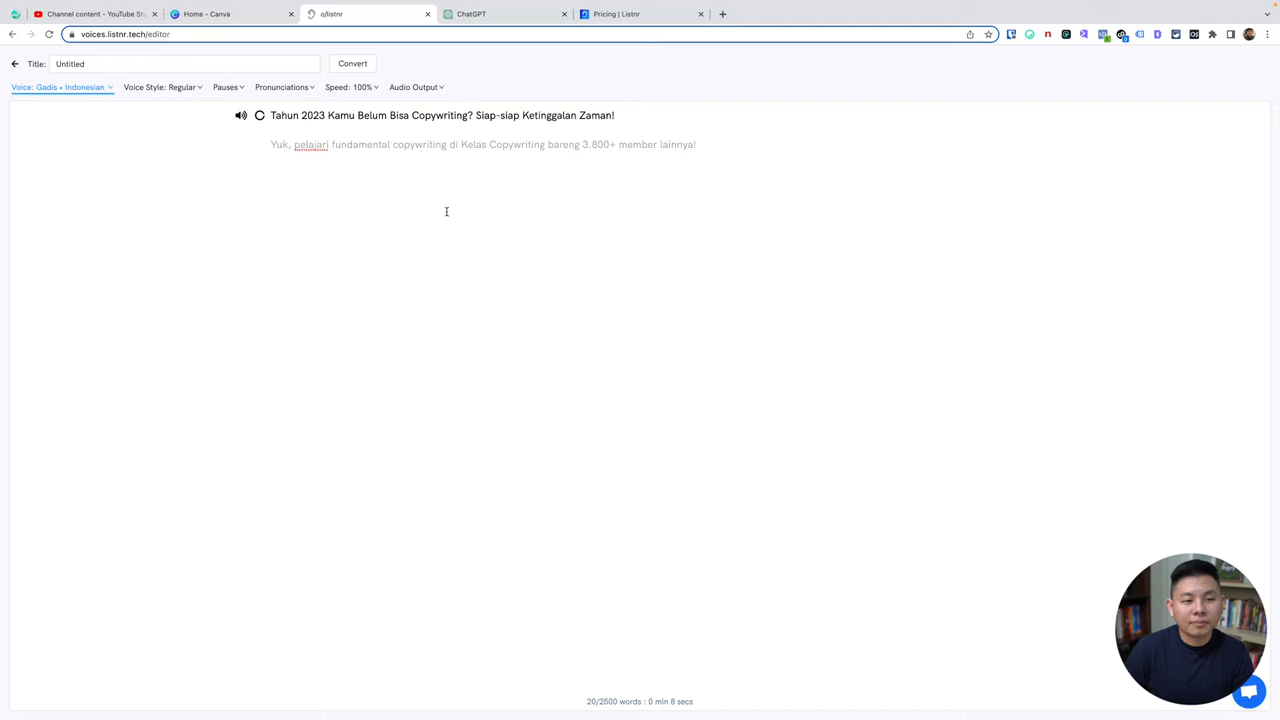 Channel content - YouTube St
Home - Canva
o/listnr
ChatGPT
Pricing | Listnr
voices.listnr.tech/editor
Title:
Untitled
Convert
Voice: Gadis • Indonesian
Voice Style: Regular
Pauses
Pronunciations
Speed: 100%
Audio Output
Tahun 2023 Kamu Belum Bisa Copywriting? Siap-siap Ketinggalan Zaman!
Yuk, pelajari fundamental copywriting di Kelas Copywriting bareng 3.800+ member lainnya!
20/2500 words : 0 min 8 secs